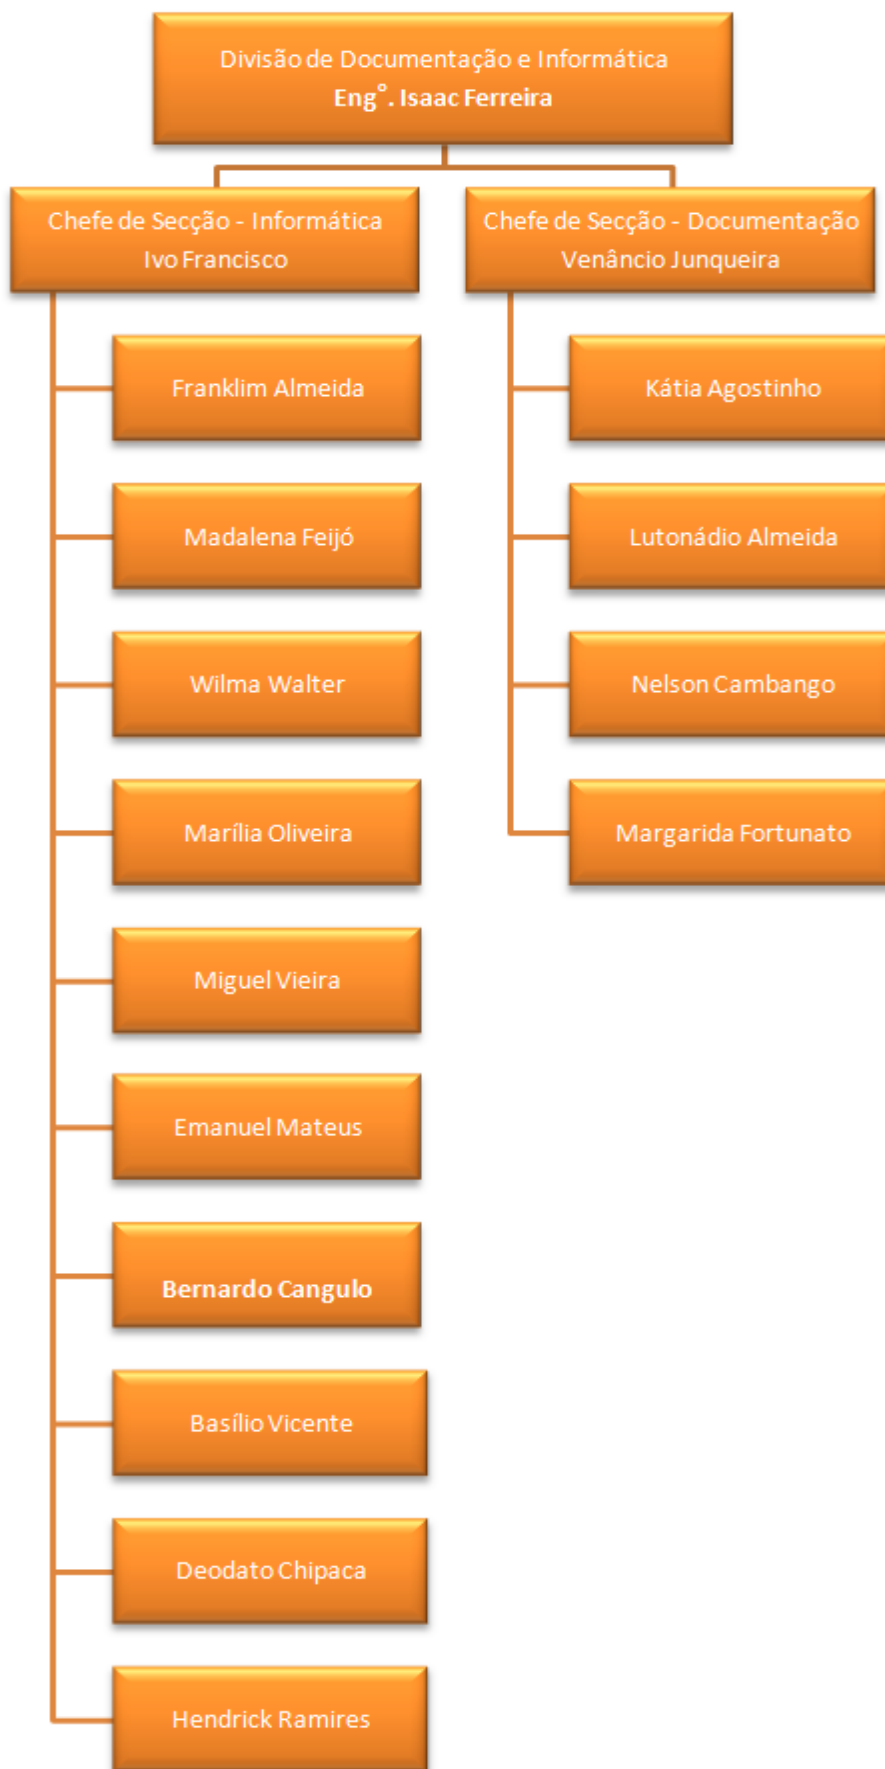 Divisão de Documentação e Informática
Eng°. Isaac Ferreira
Chefe de Secção - Informática
Ivo Francisco
Franklim Almeida
Madalena Feijó
Wilma Walter
Marília Oliveira
Miguel Vieira
Emanuel Mateus
Bernardo Cangulo
Basílio Vicente
Deodato Chipaca
Hendrick Ramires
Chefe de Secção - Documentação
Venâncio Junqueira
Kátia Agostinho
Lutonádio Almeida
Nelson Cambango
Margarida Fortunato